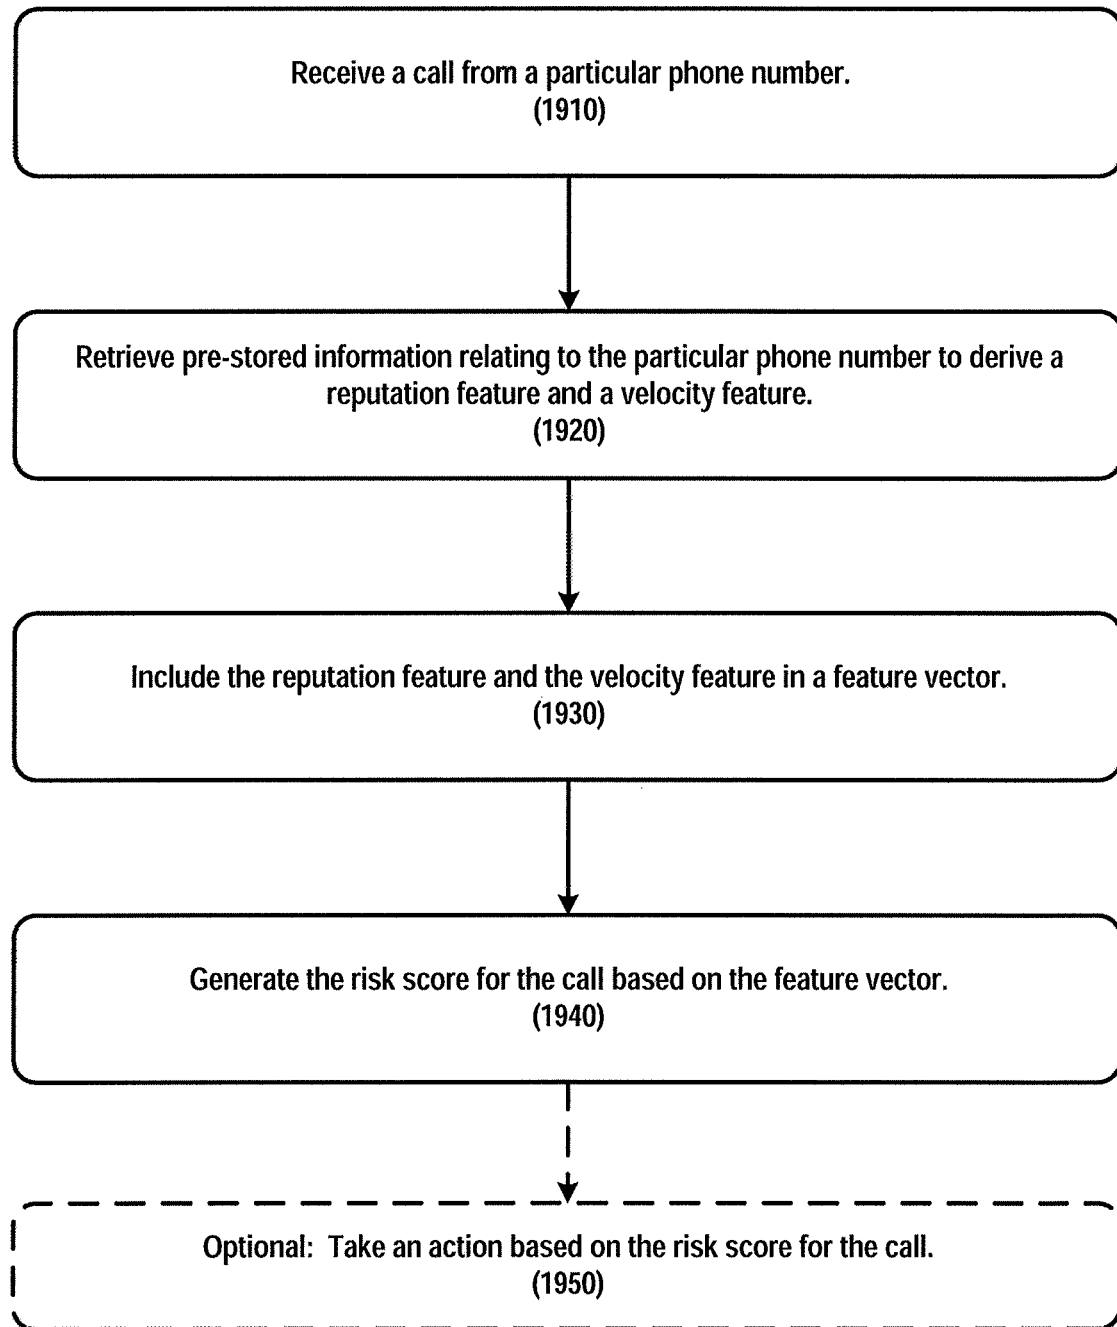 Receive a call from a particular phone number.
(1910)
Retrieve pre-stored information relating to the particular phone number to derive a
reputation feature and a velocity feature.
(1920)
Include the reputation feature and the velocity feature in a feature vector.
(1930)
Generate the risk score for the call based on the feature vector.
(1940)
Optional:  Take an action based on the risk score for the call.
(1950)